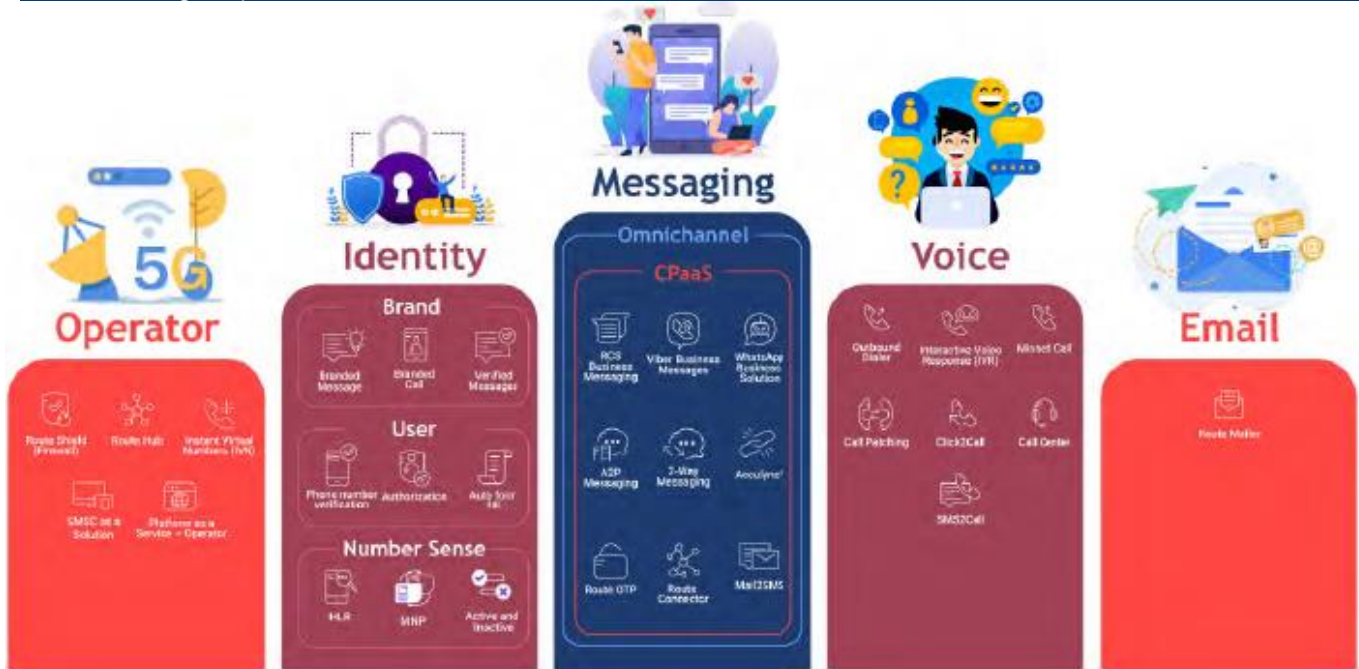 5G
Operator
Route Shield
(Firewall)
Route Hub
Instant Virtual
Numbers (IVN)
SMSC as a
Solution
Platform as a
Service – Operator
Identity
Brand
Branded
Message
Branded
Call
Verified
Messages
User
Phone number
verification
Authorization
Auto form
fill
Number Sense
HLR
MNP
Active and
Inactive
Messaging
Omnichannel
CPaaS
RCS
Business
Messaging
Viber Business
Messages
WhatsApp
Business
Solution
A2P
Messaging
2-Way
Messaging
Acculync
Route OTP
Route
Connector
Mail2SMS
Voice
?
Outbound
Dialer
Interactive Voice
Response (IVR)
Missed Call
Call Patching
Click2Call
Call Center
SMS2Call
Email
Route Mailer